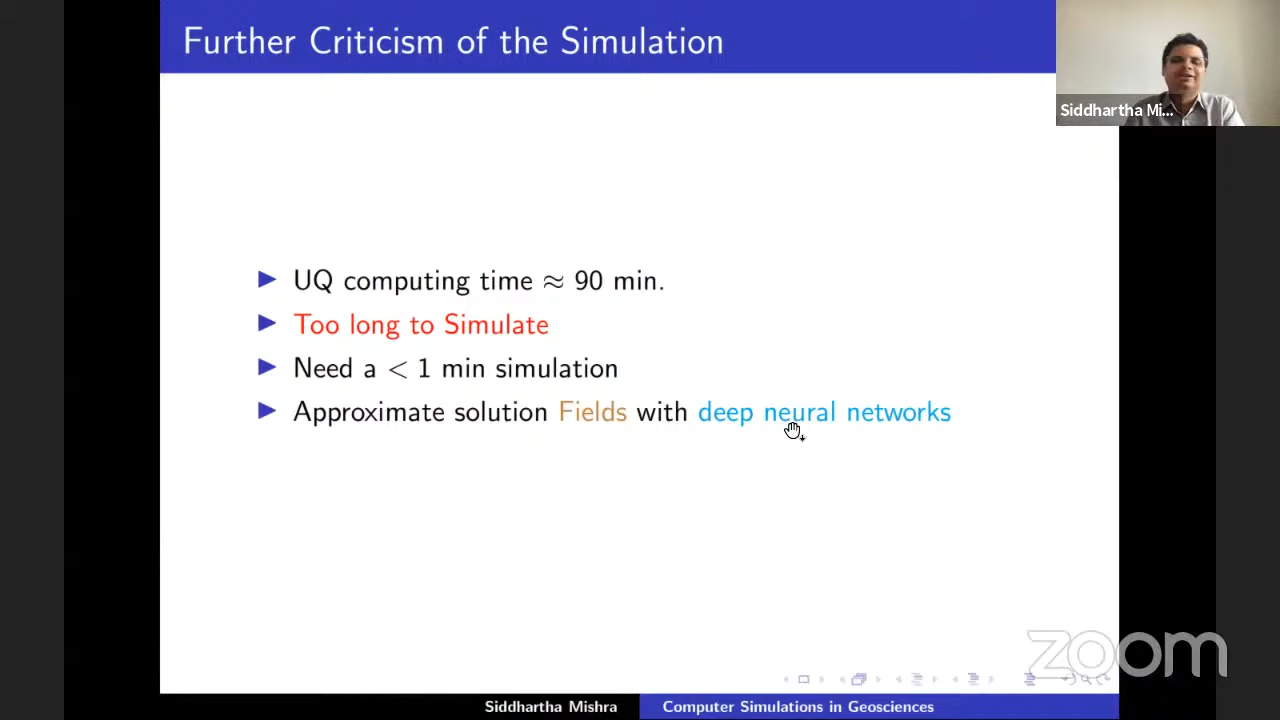 Further Criticism of the Simulation
Siddhartha Mi...
UQ computing time ≈ 90 min.
Too long to Simulate
Need a < 1 min simulation
Approximate solution Fields with deep neural networks
zoom
Siddhartha Mishra
Computer Simulations in Geosciences